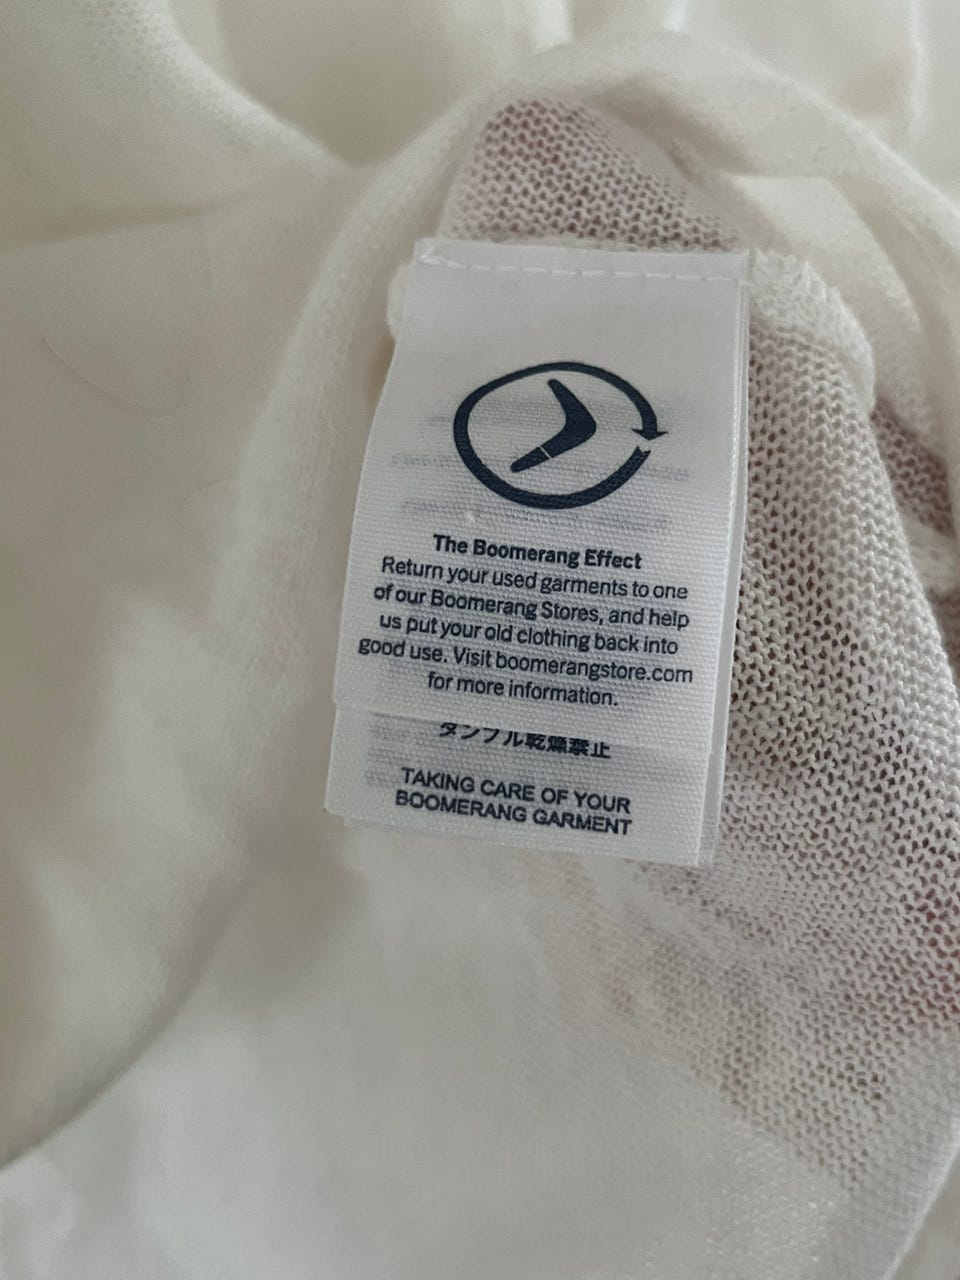 The Boomerang Effect
Return your used garments to one
of our Boomerang Stores, and help
us put your old clothing back into
good use. Visit boomerangstore.com
for more information.
タンブル乾燥禁止
TAKING CARE OF YOUR
BOOMERANG GARMENT